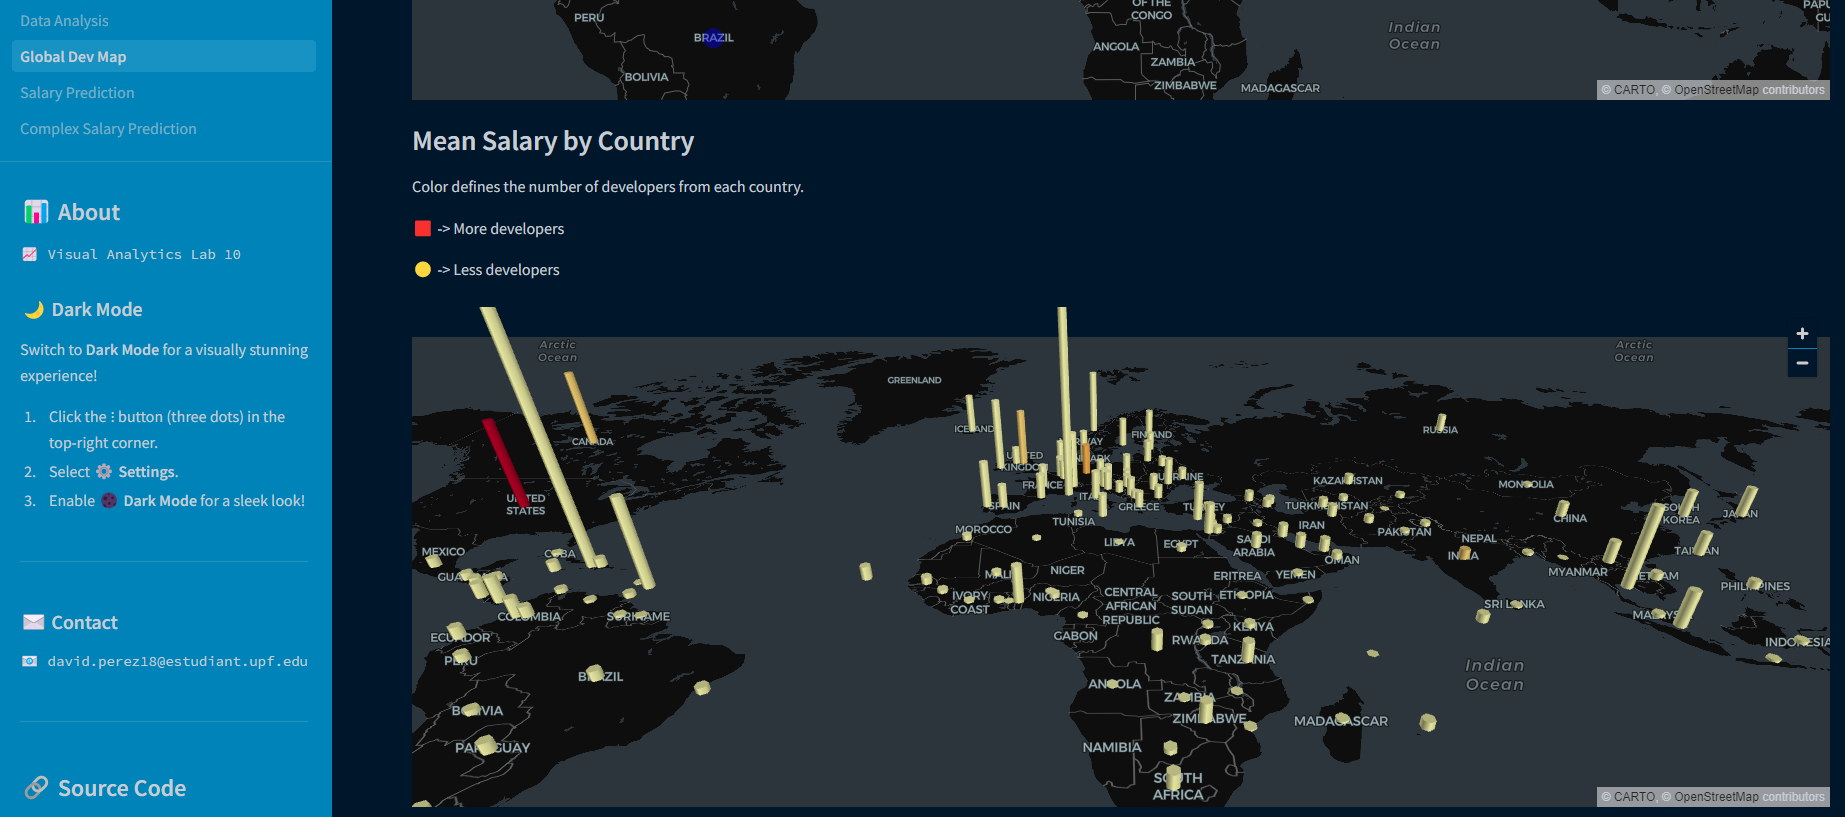 Data Analysis
Global Dev Map
Salary Prediction
Complex Salary Prediction
About
Visual Analytics Lab 10
Dark Mode
Switch to Dark Mode for a visually stunning
experience!
1. Click the ⋮ button (three dots) in the
top-right corner.
2. Select Settings.
3. Enable Dark Mode for a sleek look!
Contact
david.perez18@estudiant.upf.edu
Source Code
PERU
BRAZIL
BOLIVIA
OF THE
CONGO
ANGOLA
ZAMBIA
ZIMBABWE
MADAGASCAR
Indian
Ocean
© CARTO, © OpenStreetMap contributors
Mean Salary by Country
Color defines the number of developers from each country.
-> More developers
-> Less developers
+
−
Arctic
Ocean
Arctic
Ocean
GREENLAND
ICELAND
CANADA
FINLAND
RUSSIA
UNITED
KINGDOM
FRANCE
UKRAINE
KAZAKHSTAN
MONGOLIA
UNITED
STATES
SPAIN
GREECE
TURKEY
TURKMENISTAN
CHINA
SOUTH
KOREA
JAPAN
MOROCCO
TUNISIA
IRAN
PAKISTAN
NEPAL
MEXICO
CUBA
LIBYA
EGYPT
SAUDI
ARABIA
OMAN
INDIA
MYANMAR
TAIWAN
MALI
NIGER
ERITREA
YEMEN
PHILIPPINES
IVORY
COAST
NIGERIA
CENTRAL
AFRICAN
REPUBLIC
SOUTH
SUDAN
ETHIOPIA
SRI LANKA
COLOMBIA
SURINAME
ECUADOR
GABON
RWANDA
KENYA
INDONESIA
PERU
TANZANIA
BRAZIL
ANGOLA
ZAMBIA
Indian
Ocean
BOLIVIA
ZIMBABWE
MADAGASCAR
PARAGUAY
NAMIBIA
SOUTH
AFRICA
© CARTO, © OpenStreetMap contributors